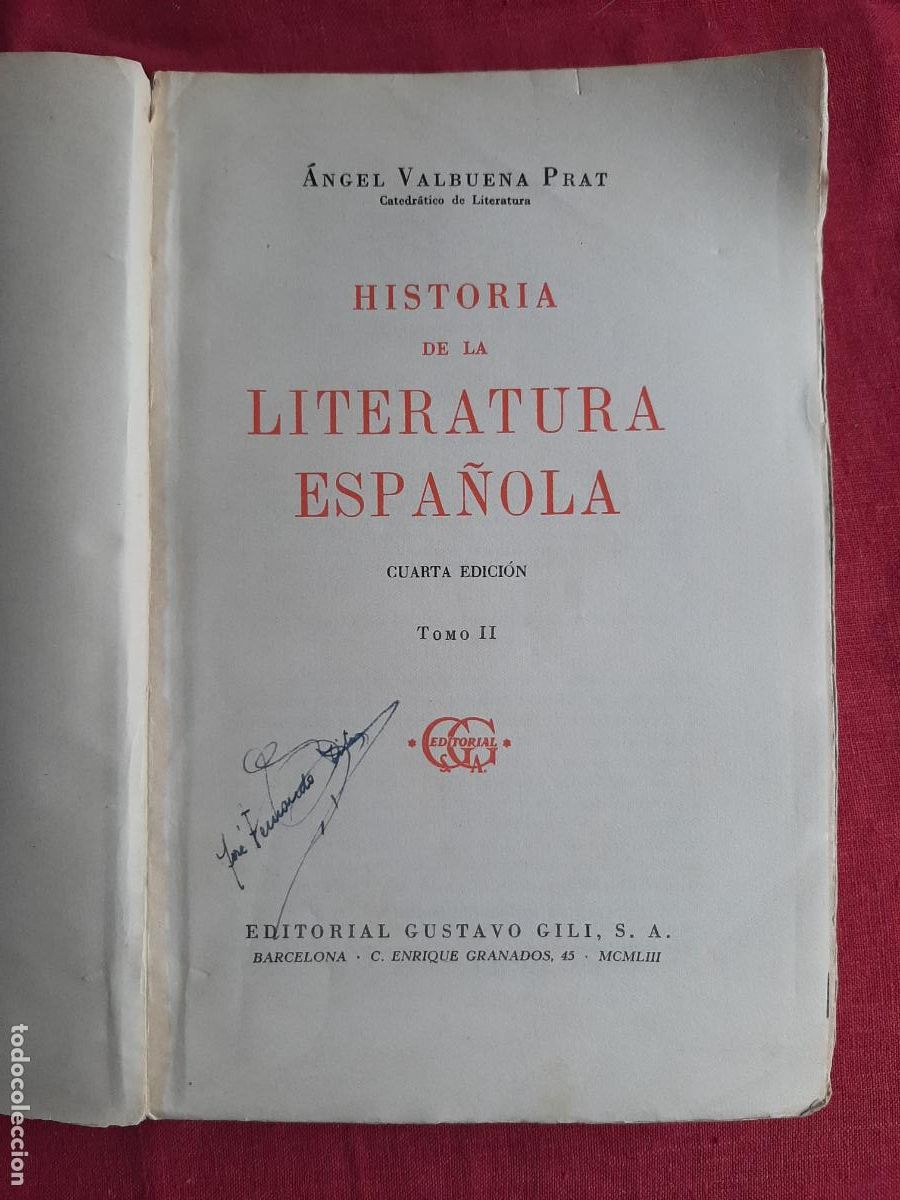 ÁNGEL VALBUENA PRAT
Catedrático de Literatura
HISTORIA
DE LA
LITERATURA
ESPAÑOLA
CUARTA EDICIÓN
TOMO II
* EDITORIAL *
GG
S. A.
José Fernando
EDITORIAL GUSTAVO GILI, S. A.
BARCELONA · C. ENRIQUE GRANADOS, 45 · MCMLIII
todocoleccion